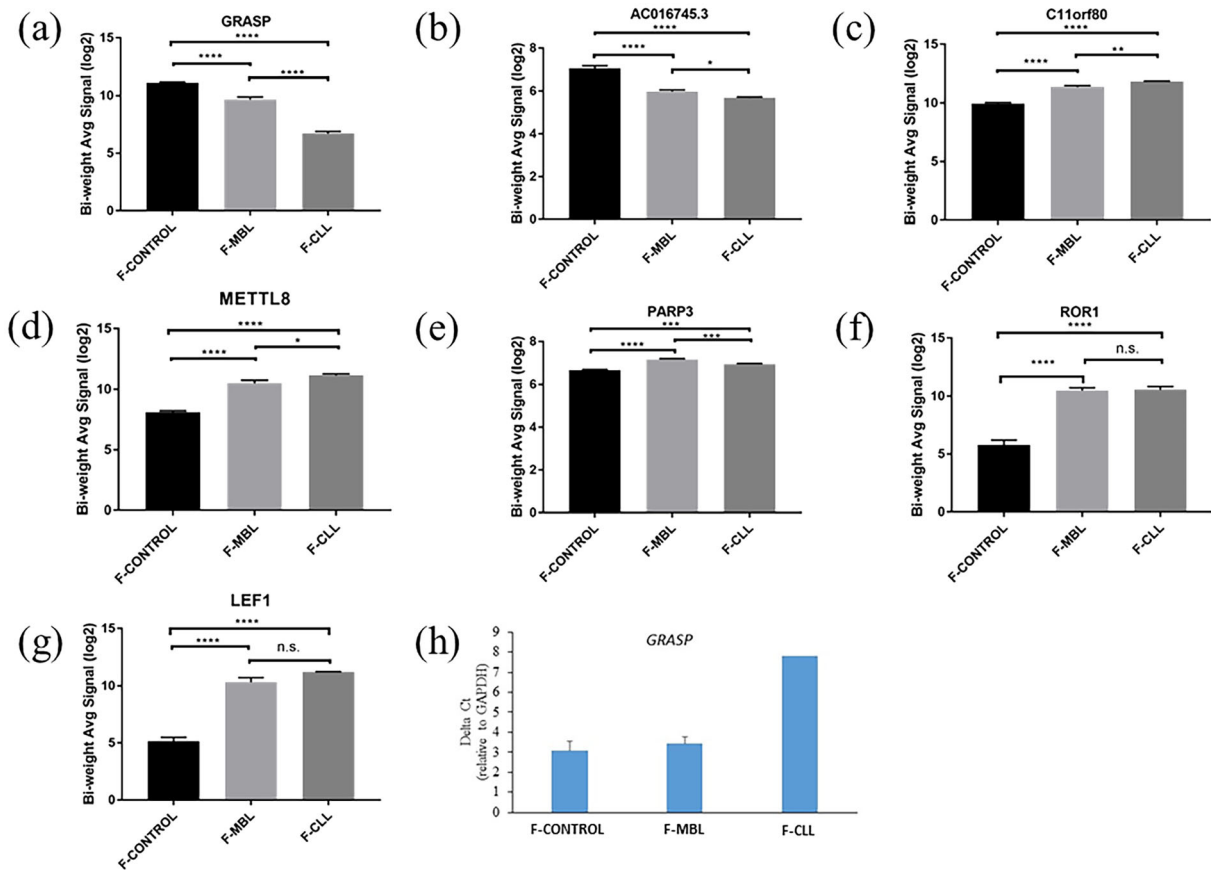 (a)
GRASP
****
****
****
Bi-weight Avg Signal (log2)
15
10
5
0
F-CONTROL
F-MBL
F-CLL
(b)
AC016745.3
****
****
*
Bi-weight Avg Signal (log2)
8
6
4
2
0
F-CONTROL
F-MBL
F-CLL
(c)
C11orf80
****
**
****
Bi-weight Avg Signal (log2)
15
10
5
0
F-CONTROL
F-MBL
F-CLL
(d)
METTL8
****
*
****
Bi-weight Avg Signal (log2)
15
10
5
0
F-CONTROL
F-MBL
F-CLL
(e)
PARP3
***
****
***
Bi-weight Avg Signal (log2)
8
6
4
2
0
F-CONTROL
F-MBL
F-CLL
(f)
ROR1
****
n.s.
****
Bi-weight Avg Signal (log2)
15
10
5
0
F-CONTROL
F-MBL
F-CLL
(g)
LEF1
****
****
n.s.
Bi-weight Avg Signal (log2)
15
10
5
0
F-CONTROL
F-MBL
F-CLL
(h)
GRASP
Delta Ct
(relative to GAPDH)
9
8
7
6
5
4
3
2
1
0
F-CONTROL
F-MBL
F-CLL